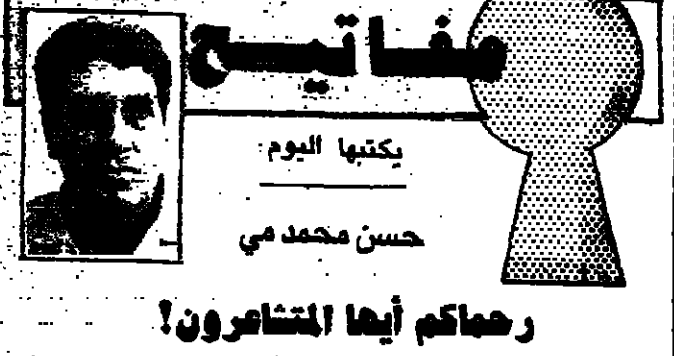 مفاتيح
يكتبها اليوم
حسن محمد مي
رحماكم أيها المتشاعرون؟